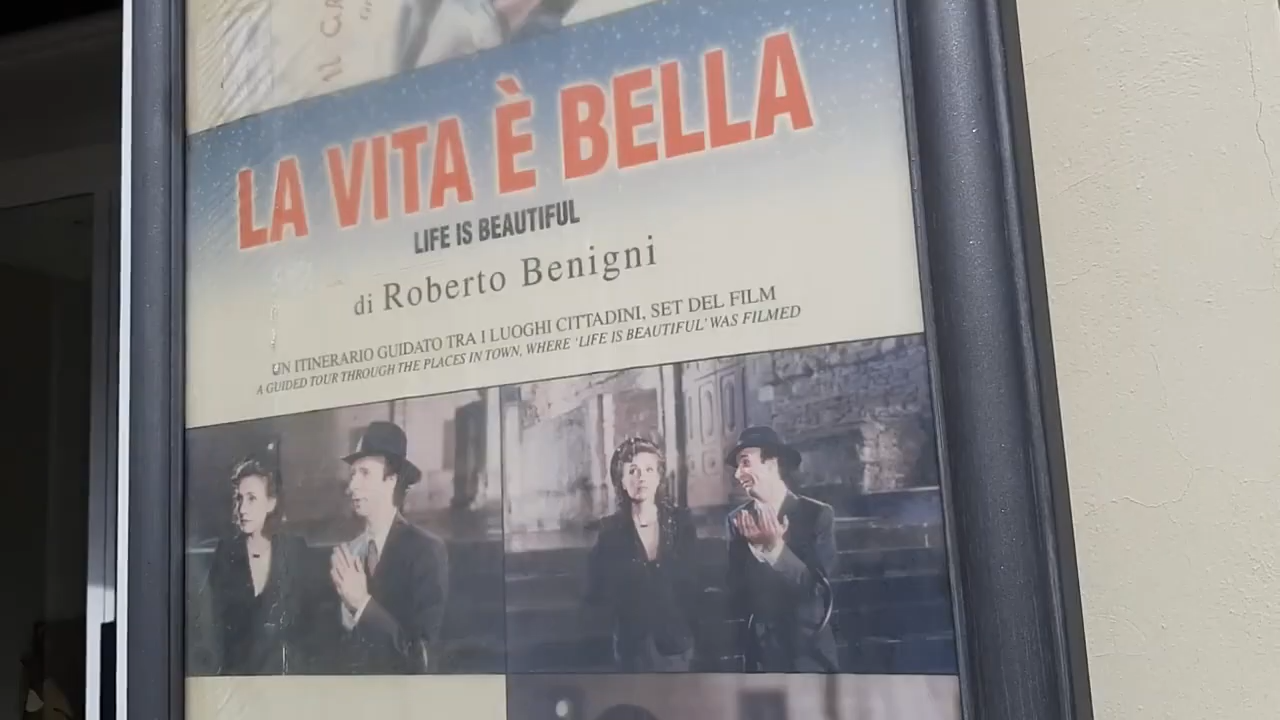 LA VITA È BELLA
LIFE IS BEAUTIFUL
di Roberto Benigni
UN ITINERARIO GUIDATO TRA I LUOGHI CITTADINI, SET DEL FILM
A GUIDED TOUR THROUGH THE PLACES IN TOWN, WHERE 'LIFE IS BEAUTIFUL' WAS FILMED